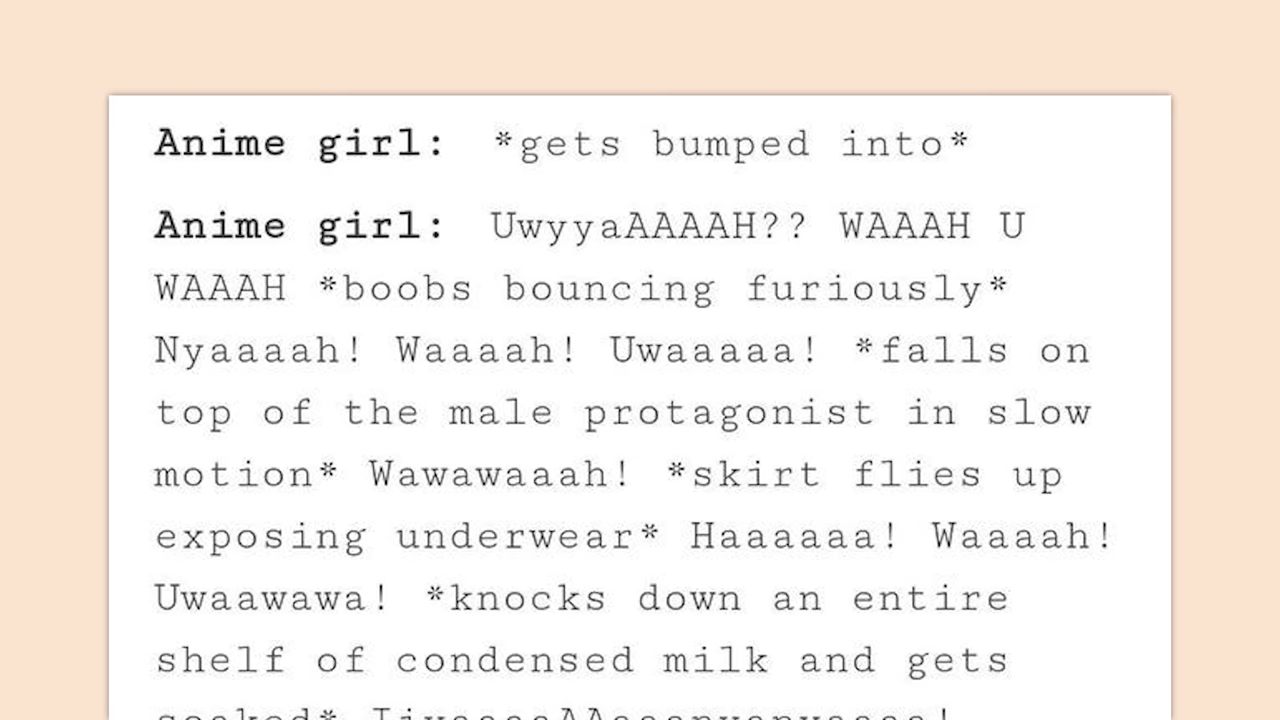 Anime girl: *gets bumped into*
Anime girl: UwyyaAAAAH?? WAAAH U
WAAAH *boobs bouncing furiously*
Nyaaaah! Waaaah! Uwaaaaa! *falls on
top of the male protagonist in slow
motion* Wawawaaah! *skirt flies up
exposing underwear* Haaaaaa! Waaaah!
Uwaawawa! *knocks down an entire
shelf of condensed milk and gets